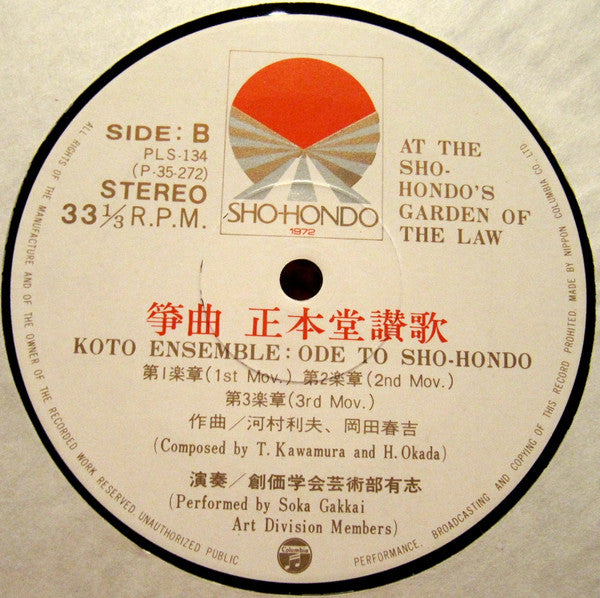 SIDE: B
PLS-134
(P-35-272)
STEREO
33 1/3 R.P.M.
SHO-HONDO
1972
AT THE
SHO-
HONDO'S
GARDEN OF
THE LAW
箏曲 正本堂讃歌
KOTO ENSEMBLE: ODE TO SHO-HONDO
第1楽章(1st Mov.) 第2楽章(2nd Mov.)
第3楽章(3rd Mov.)
作曲/河村利夫、岡田春吉
(Composed by T. Kawamura and H. Okada)
演奏/創価学会芸術部有志
(Performed by Soka Gakkai
Art Division Members)
Columbia
ALL RIGHTS OF THE MANUFACTURE AND OF THE OWNER OF THE RECORDED WORK RESERVED. UNAUTHORIZED PUBLIC PERFORMANCE, BROADCASTING AND COPYING OF THIS RECORD PROHIBITED. MADE BY NIPPON COLUMBIA CO., LTD.